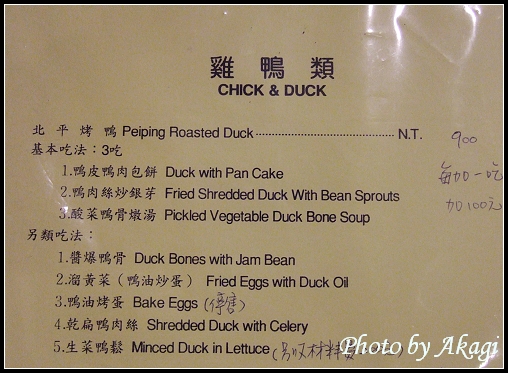 雞鴨類
CHICK & DUCK
北平烤鴨 Peiping Roasted Duck N.T. 900
基本吃法：3吃
1.鴨皮鴨肉包餅 Duck with Pan Cake 每加一吃
2.鴨肉絲炒銀芽 Fried Shredded Duck With Bean Sprouts
3.酸菜鴨骨燉湯 Pickled Vegetable Duck Bone Soup 加100元
另類吃法：
1.醬爆鴨骨 Duck Bones with Jam Bean
2.溜黃菜（鴨油炒蛋） Fried Eggs with Duck Oil
3.鴨油烤蛋 Bake Eggs (停售)
4.乾扁鴨肉絲 Shredded Duck with Celery
5.生菜鴨鬆 Minced Duck in Lettuce (另收材料費
Photo by Akagi